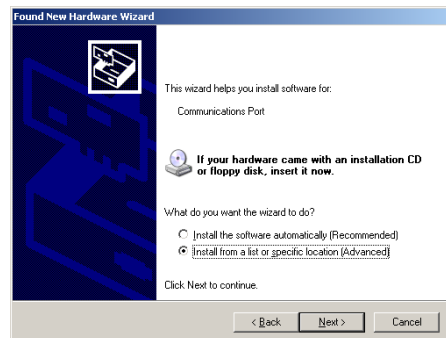 Found New Hardware Wizard
This wizard helps you install software for:
Communications Port
If your hardware came with an installation CD
or floppy disk, insert it now.
What do you want the wizard to do?
Install the software automatically (Recommended)
Install from a list or specific location (Advanced)
Click Next to continue.
< Back
Next >
Cancel